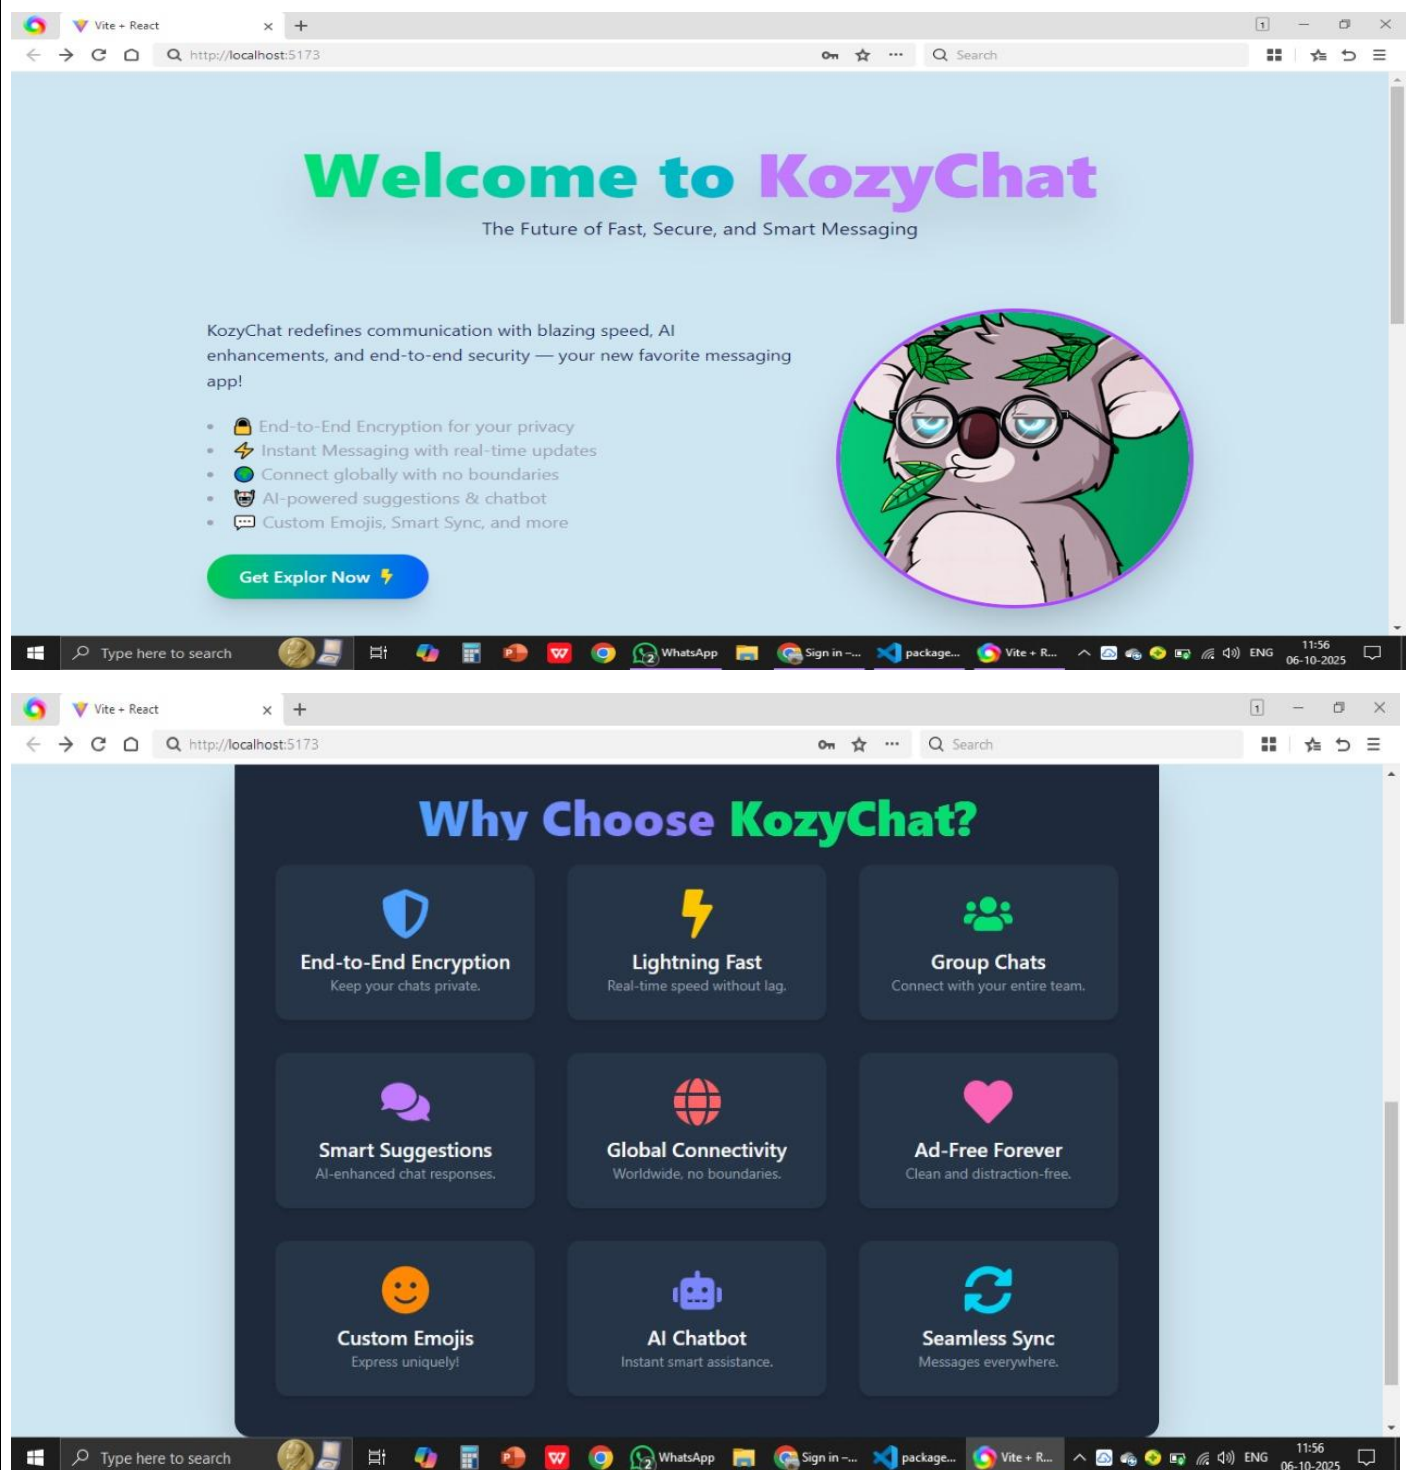 Vite + React
1
http://localhost:5173
Search
Welcome to KozyChat
The Future of Fast, Secure, and Smart Messaging
KozyChat redefines communication with blazing speed, AI
enhancements, and end-to-end security — your new favorite messaging
app!
• 🔒 End-to-End Encryption for your privacy
• ⚡ Instant Messaging with real-time updates
• 🌍 Connect globally with no boundaries
• 🤖 AI-powered suggestions & chatbot
• 💬 Custom Emojis, Smart Sync, and more
Get Explor Now ⚡
Type here to search
2
WhatsApp
Sign in –...
package...
Vite + R...
ENG
11:56
06-10-2025
Vite + React
1
http://localhost:5173
Search
Why Choose KozyChat?
End-to-End Encryption
Keep your chats private.
Lightning Fast
Real-time speed without lag.
Group Chats
Connect with your entire team.
Smart Suggestions
AI-enhanced chat responses.
Global Connectivity
Worldwide, no boundaries.
Ad-Free Forever
Clean and distraction-free.
Custom Emojis
Express uniquely!
AI Chatbot
Instant smart assistance.
Seamless Sync
Messages everywhere.
Type here to search
2
WhatsApp
Sign in –...
package...
Vite + R...
ENG
11:56
06-10-2025